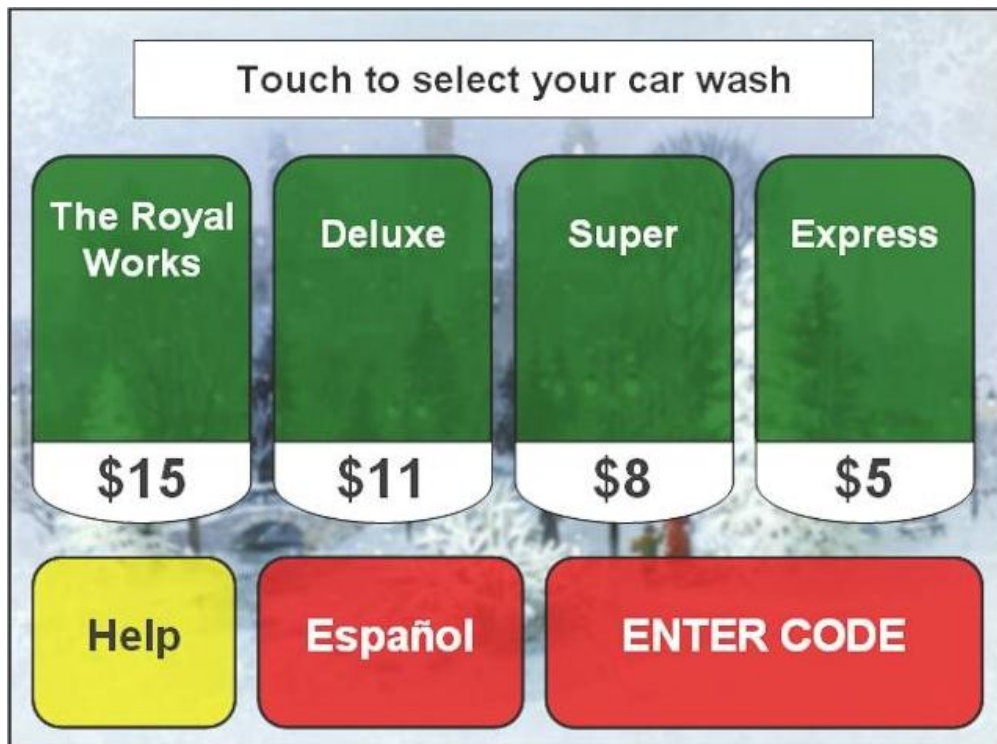 Touch to select your car wash
The Royal
Works
$15
Deluxe
$11
Super
$8
Express
$5
Help
Español
ENTER CODE